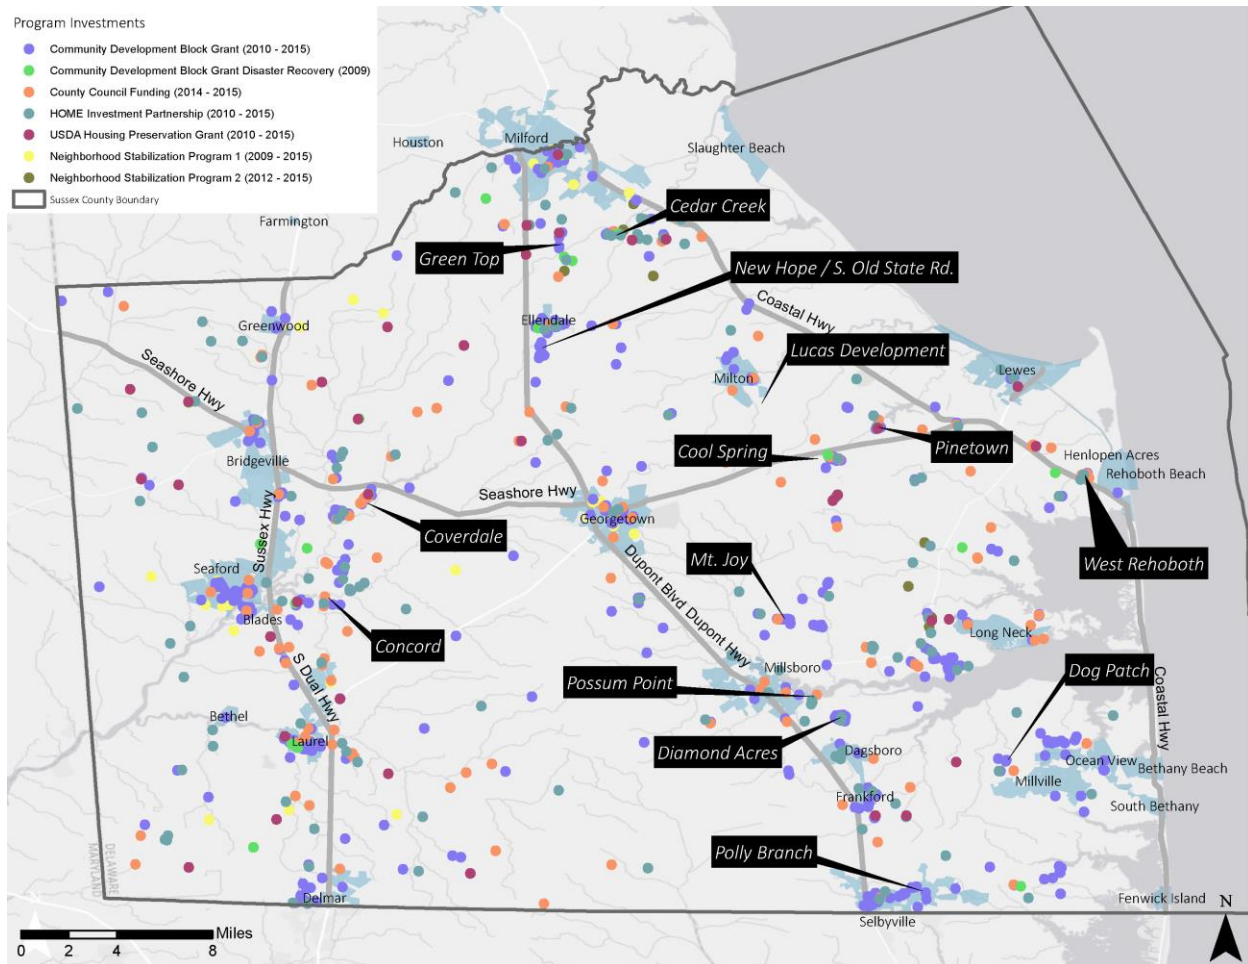 Program Investments
Community Development Block Grant (2010 - 2015)
Community Development Block Grant Disaster Recovery (2009)
County Council Funding (2014 - 2015)
HOME Investment Partnership (2010 - 2015)
USDA Housing Preservation Grant (2010 - 2015)
Neighborhood Stabilization Program 1 (2009 - 2015)
Neighborhood Stabilization Program 2 (2012 - 2015)
Sussex County Boundary
Houston
Milford
Slaughter Beach
Cedar Creek
Farmington
Green Top
New Hope / S. Old State Rd.
Coastal Hwy
Ellendale
Greenwood
Lucas Development
Seashore Hwy
Milton
Lewes
Cool Spring
Pinetown
Henlopen Acres
Bridgeville
Rehoboth Beach
Seashore Hwy
Georgetown
Sussex Hwy
Coverdale
West Rehoboth
Mt. Joy
Seaford
Dupont Blvd
Dupont Hwy
Blades
Long Neck
Concord
Millsboro
Possum Point
Dog Patch
S Dual Hwy
Coastal Hwy
Bethel
Laurel
Diamond Acres
Dagsboro
Ocean View
Bethany Beach
Millville
Frankford
South Bethany
Polly Branch
DELAWARE
MARYLAND
Delmar
Fenwick Island
Selbyville
N
Miles
0 2 4 8